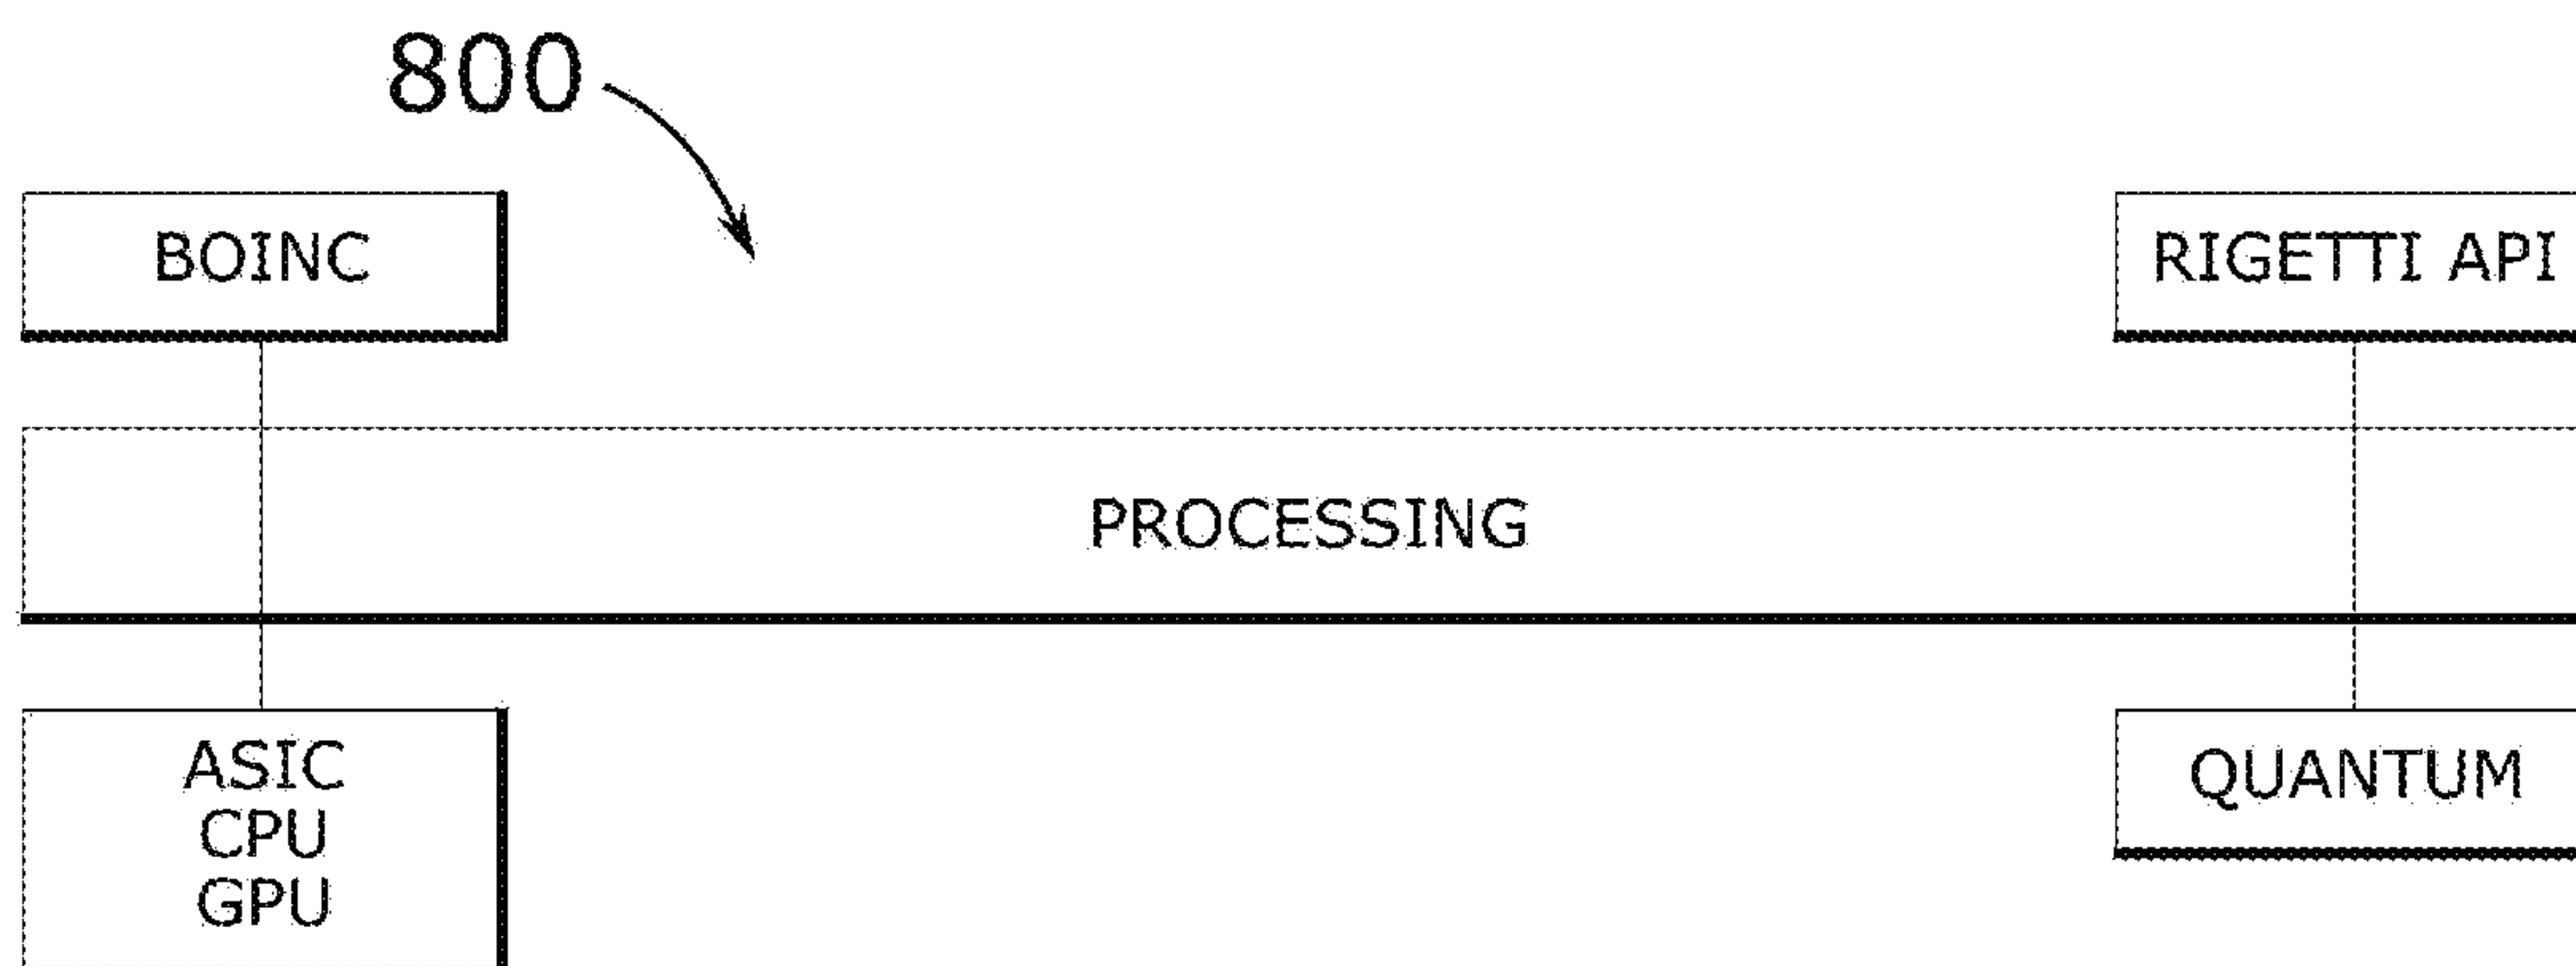 800
BOINC
RIGETTI API
PROCESSING
ASIC
CPU
GPU
QUANTUM